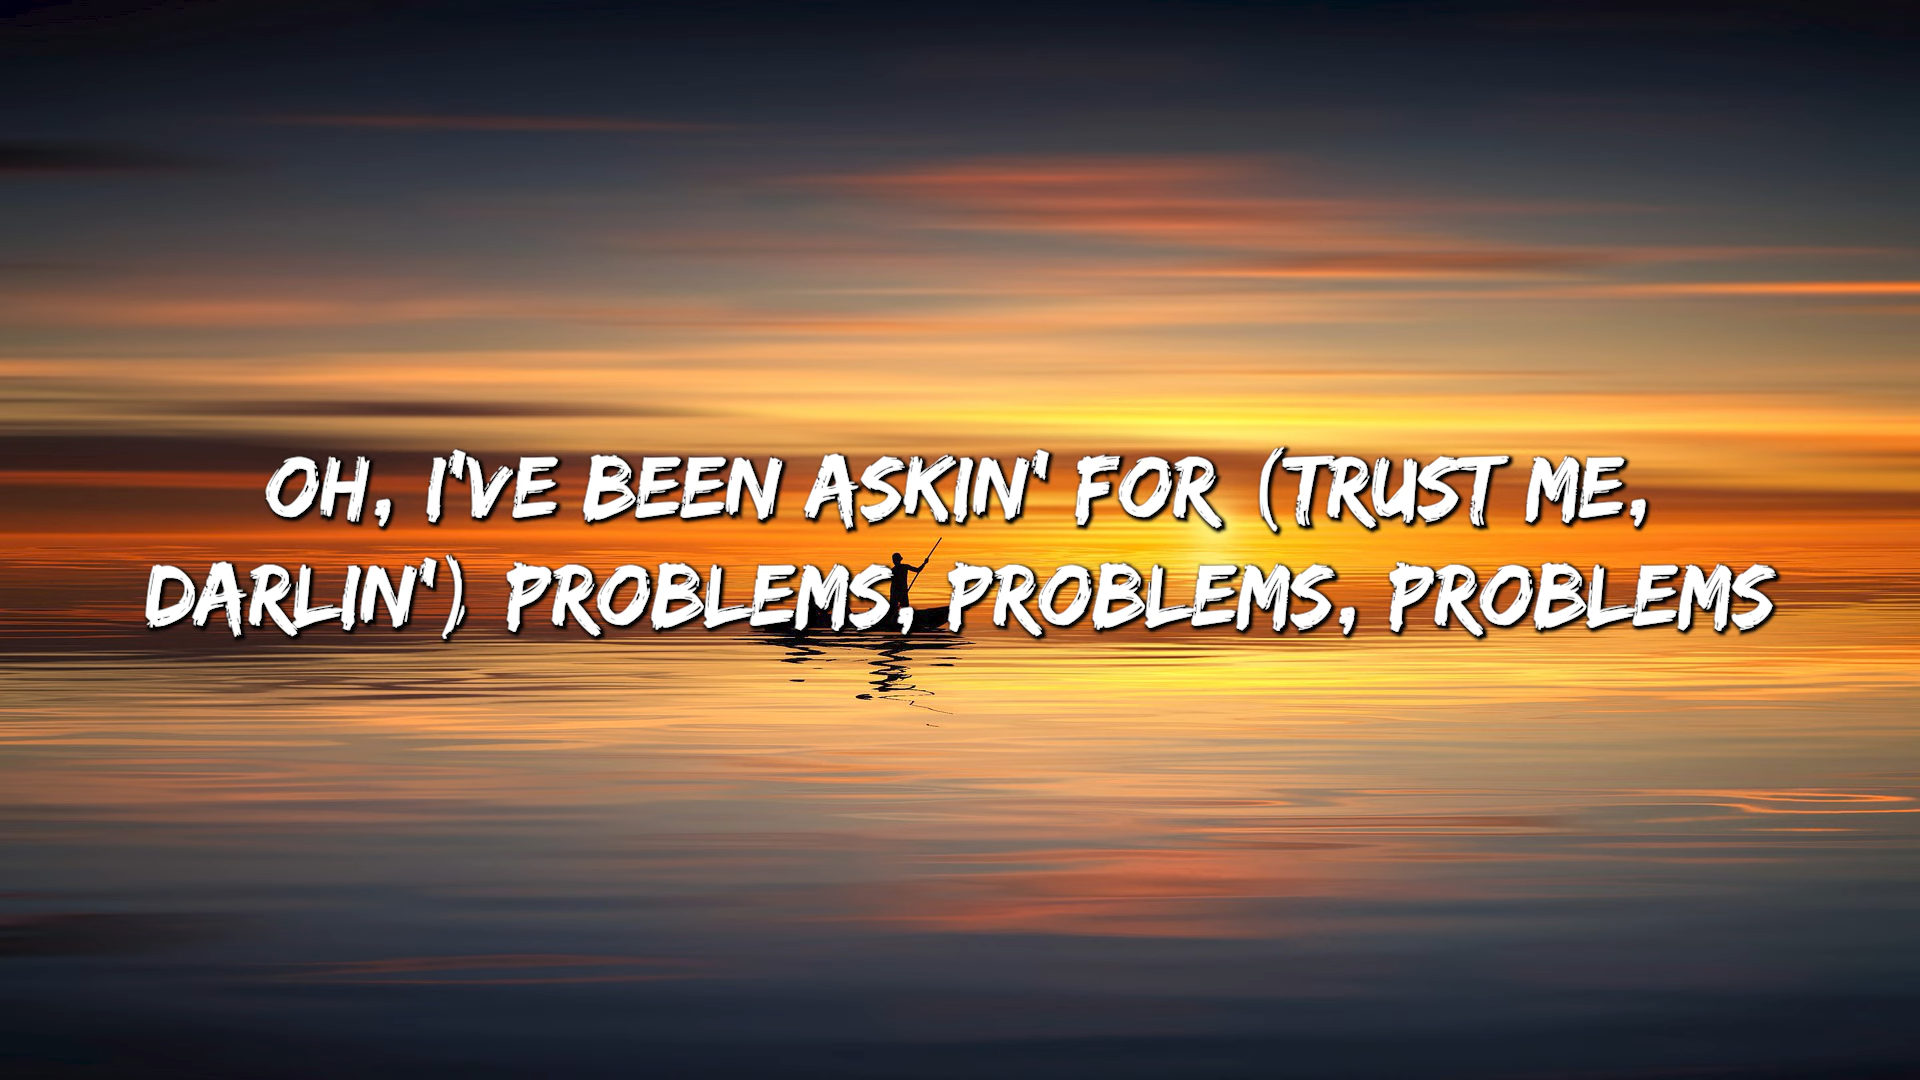 OH, I'VE BEEN ASKIN' FOR (TRUST ME,
DARLIN') PROBLEMS, PROBLEMS, PROBLEMS